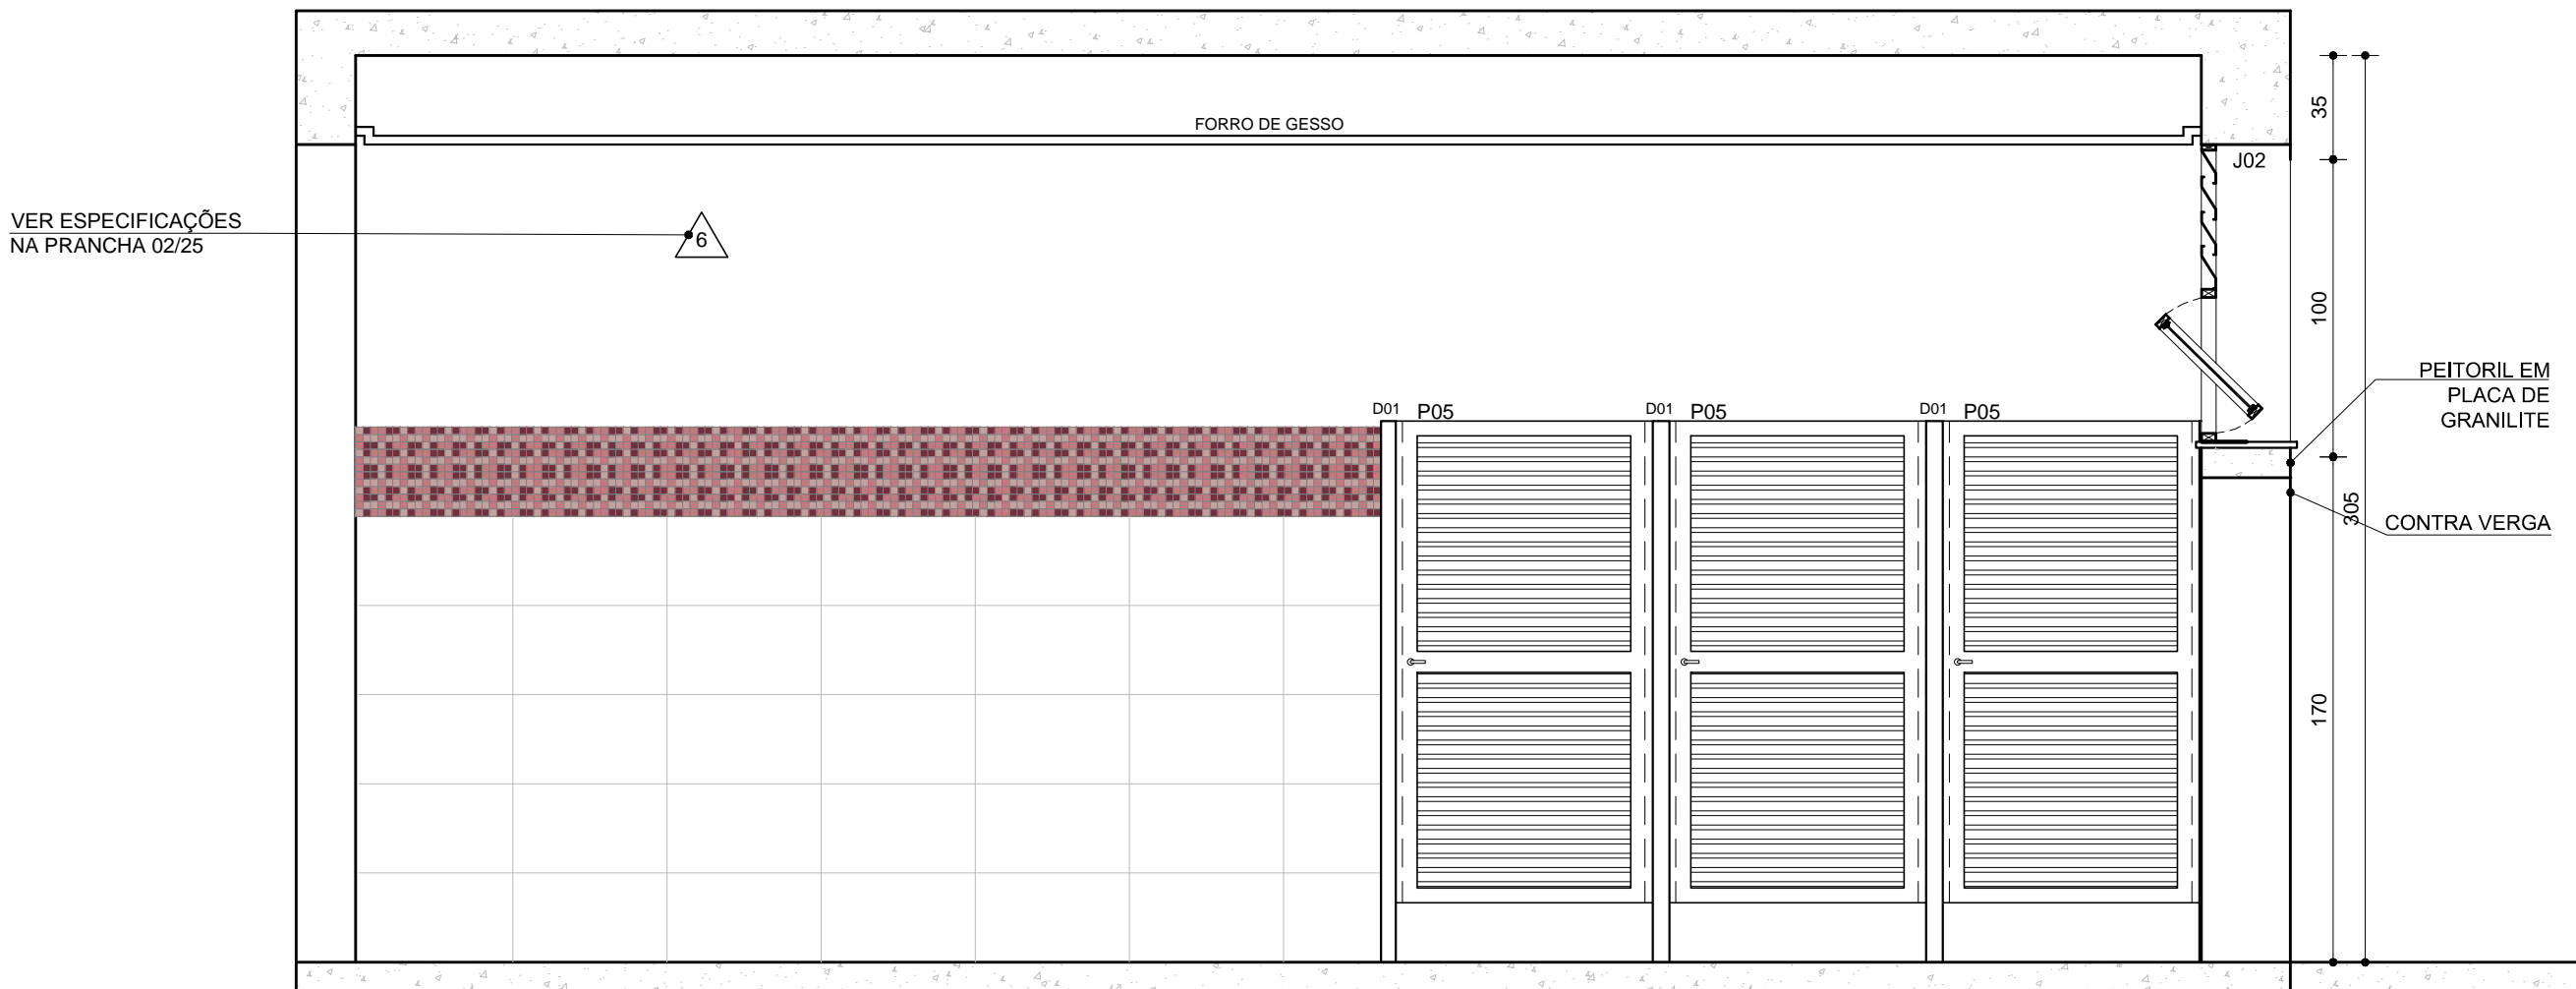 FORRO DE GESSO
35
J02
VER ESPECIFICAÇÕES
NA PRANCHA 02/25
6
100
PEITORIL EM
PLACA DE
GRANILITE
D01 P05 D01 P05 D01 P05
305
CONTRA VERGA
170